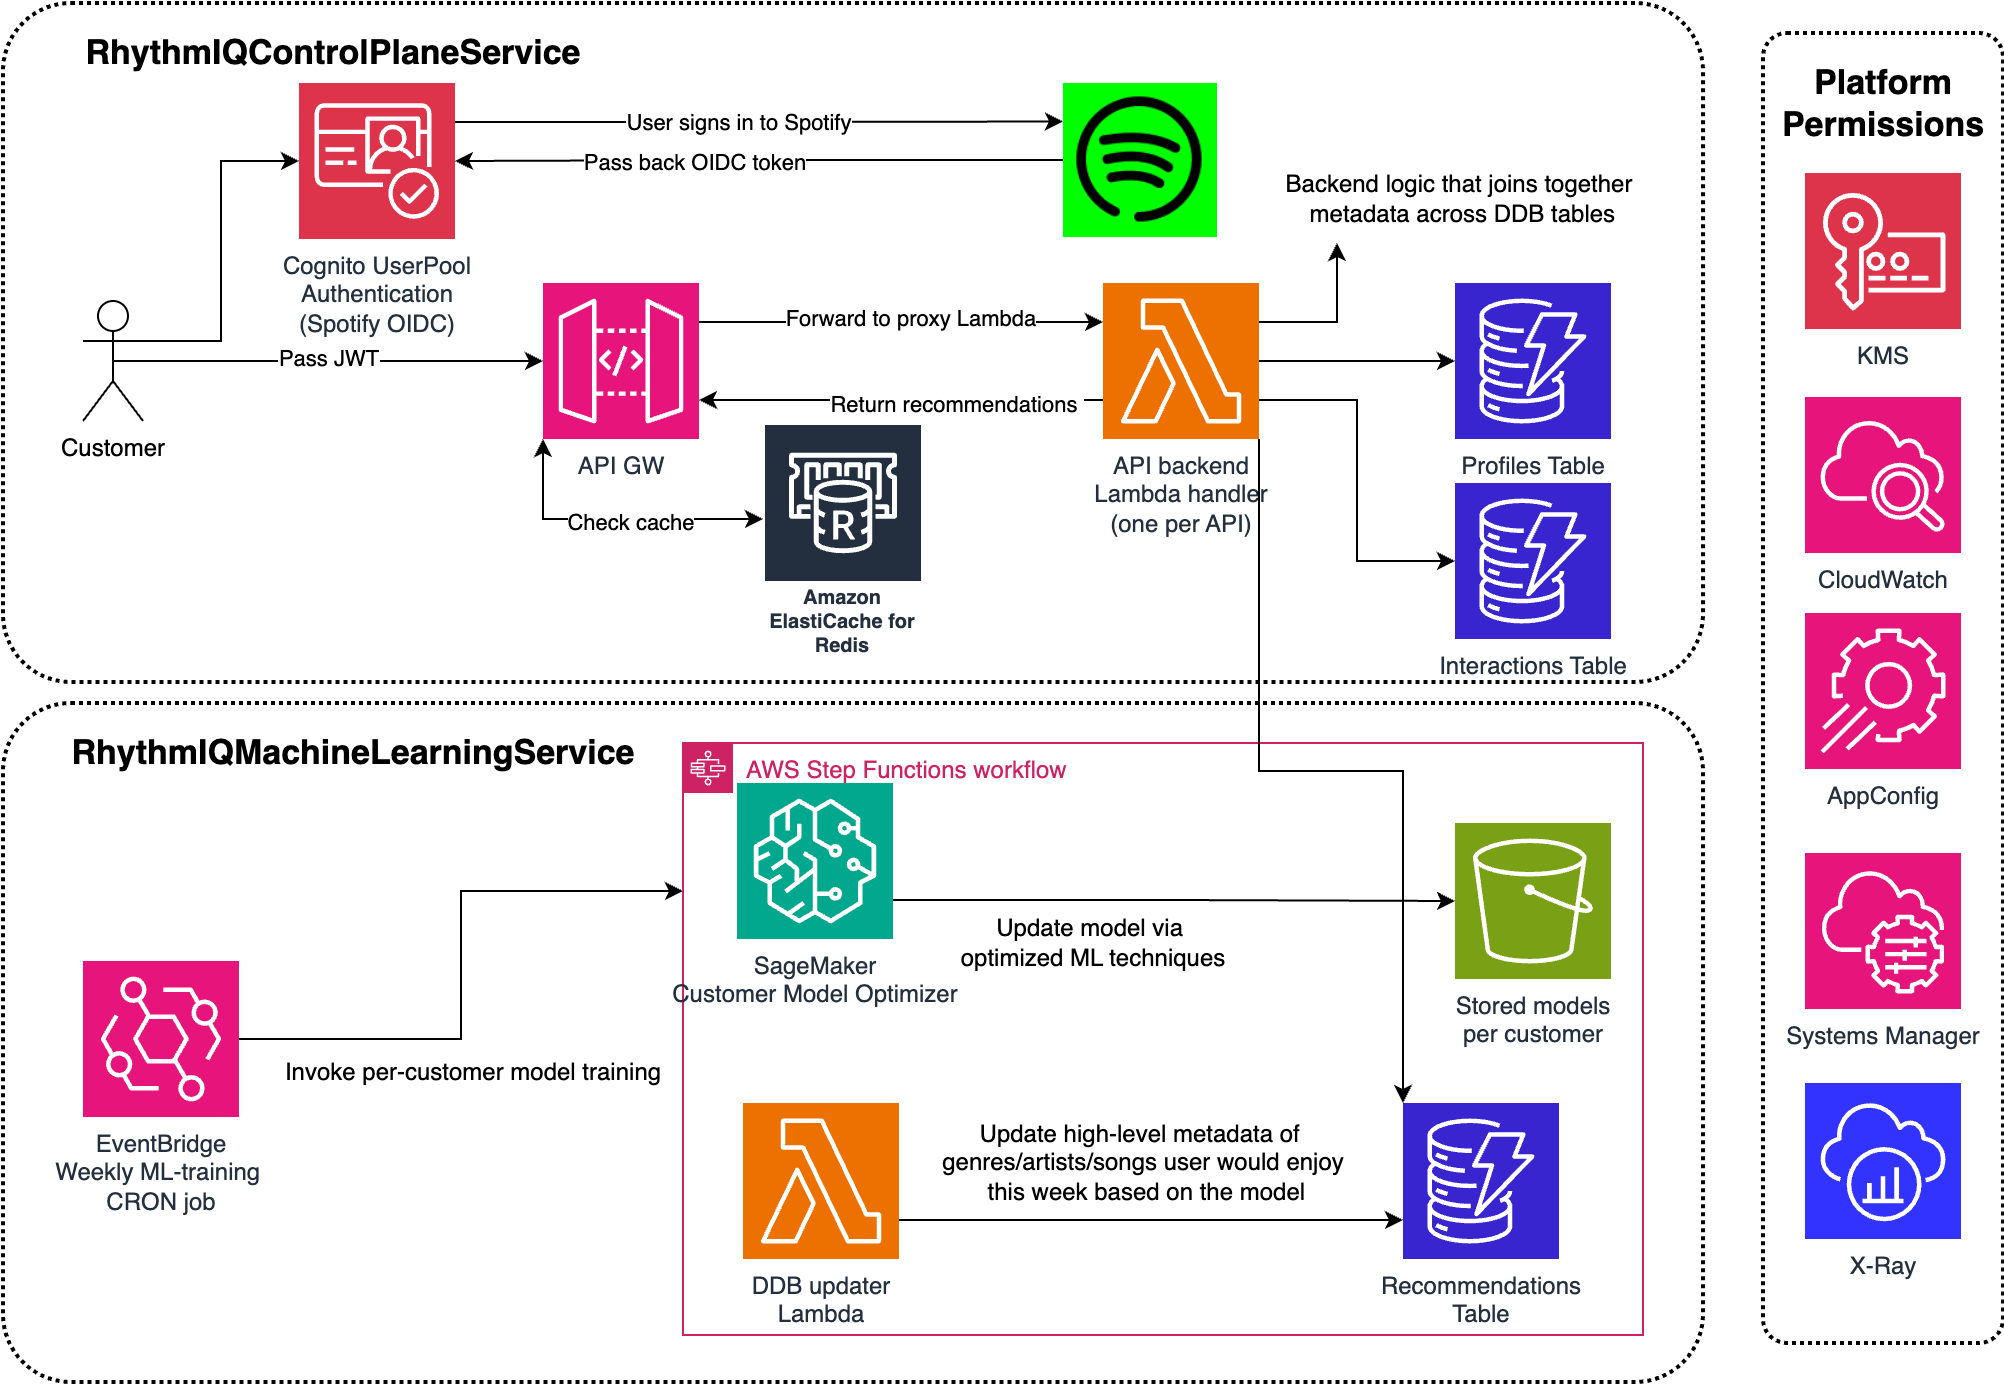 RhythmIQControlPlaneService
User signs in to Spotify
Pass back OIDC token
Cognito UserPool
Authentication
(Spotify OIDC)
Backend logic that joins together
metadata across DDB tables
Customer
Pass JWT
</>
API GW
Forward to proxy Lambda
Return recommendations
Check cache
R
Amazon
ElastiCache for
Redis
API backend
Lambda handler
(one per API)
Profiles Table
Interactions Table
RhythmIQMachineLearningService
AWS Step Functions workflow
SageMaker
Customer Model Optimizer
Update model via
optimized ML techniques
Stored models
per customer
EventBridge
Weekly ML-training
CRON job
Invoke per-customer model training
DDB updater
Lambda
Update high-level metadata of
genres/artists/songs user would enjoy
this week based on the model
Recommendations
Table
Platform
Permissions
KMS
CloudWatch
AppConfig
Systems Manager
X-Ray